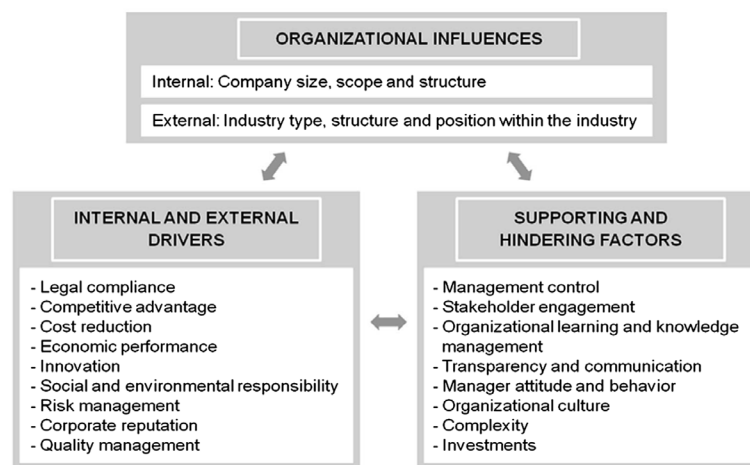 ORGANIZATIONAL INFLUENCES
Internal: Company size, scope and structure
External: Industry type, structure and position within the industry
INTERNAL AND EXTERNAL
DRIVERS
- Legal compliance
- Competitive advantage
- Cost reduction
- Economic performance
- Innovation
- Social and environmental responsibility
- Risk management
- Corporate reputation
- Quality management
SUPPORTING AND
HINDERING FACTORS
- Management control
- Stakeholder engagement
- Organizational learning and knowledge
management
- Transparency and communication
- Manager attitude and behavior
- Organizational culture
- Complexity
- Investments